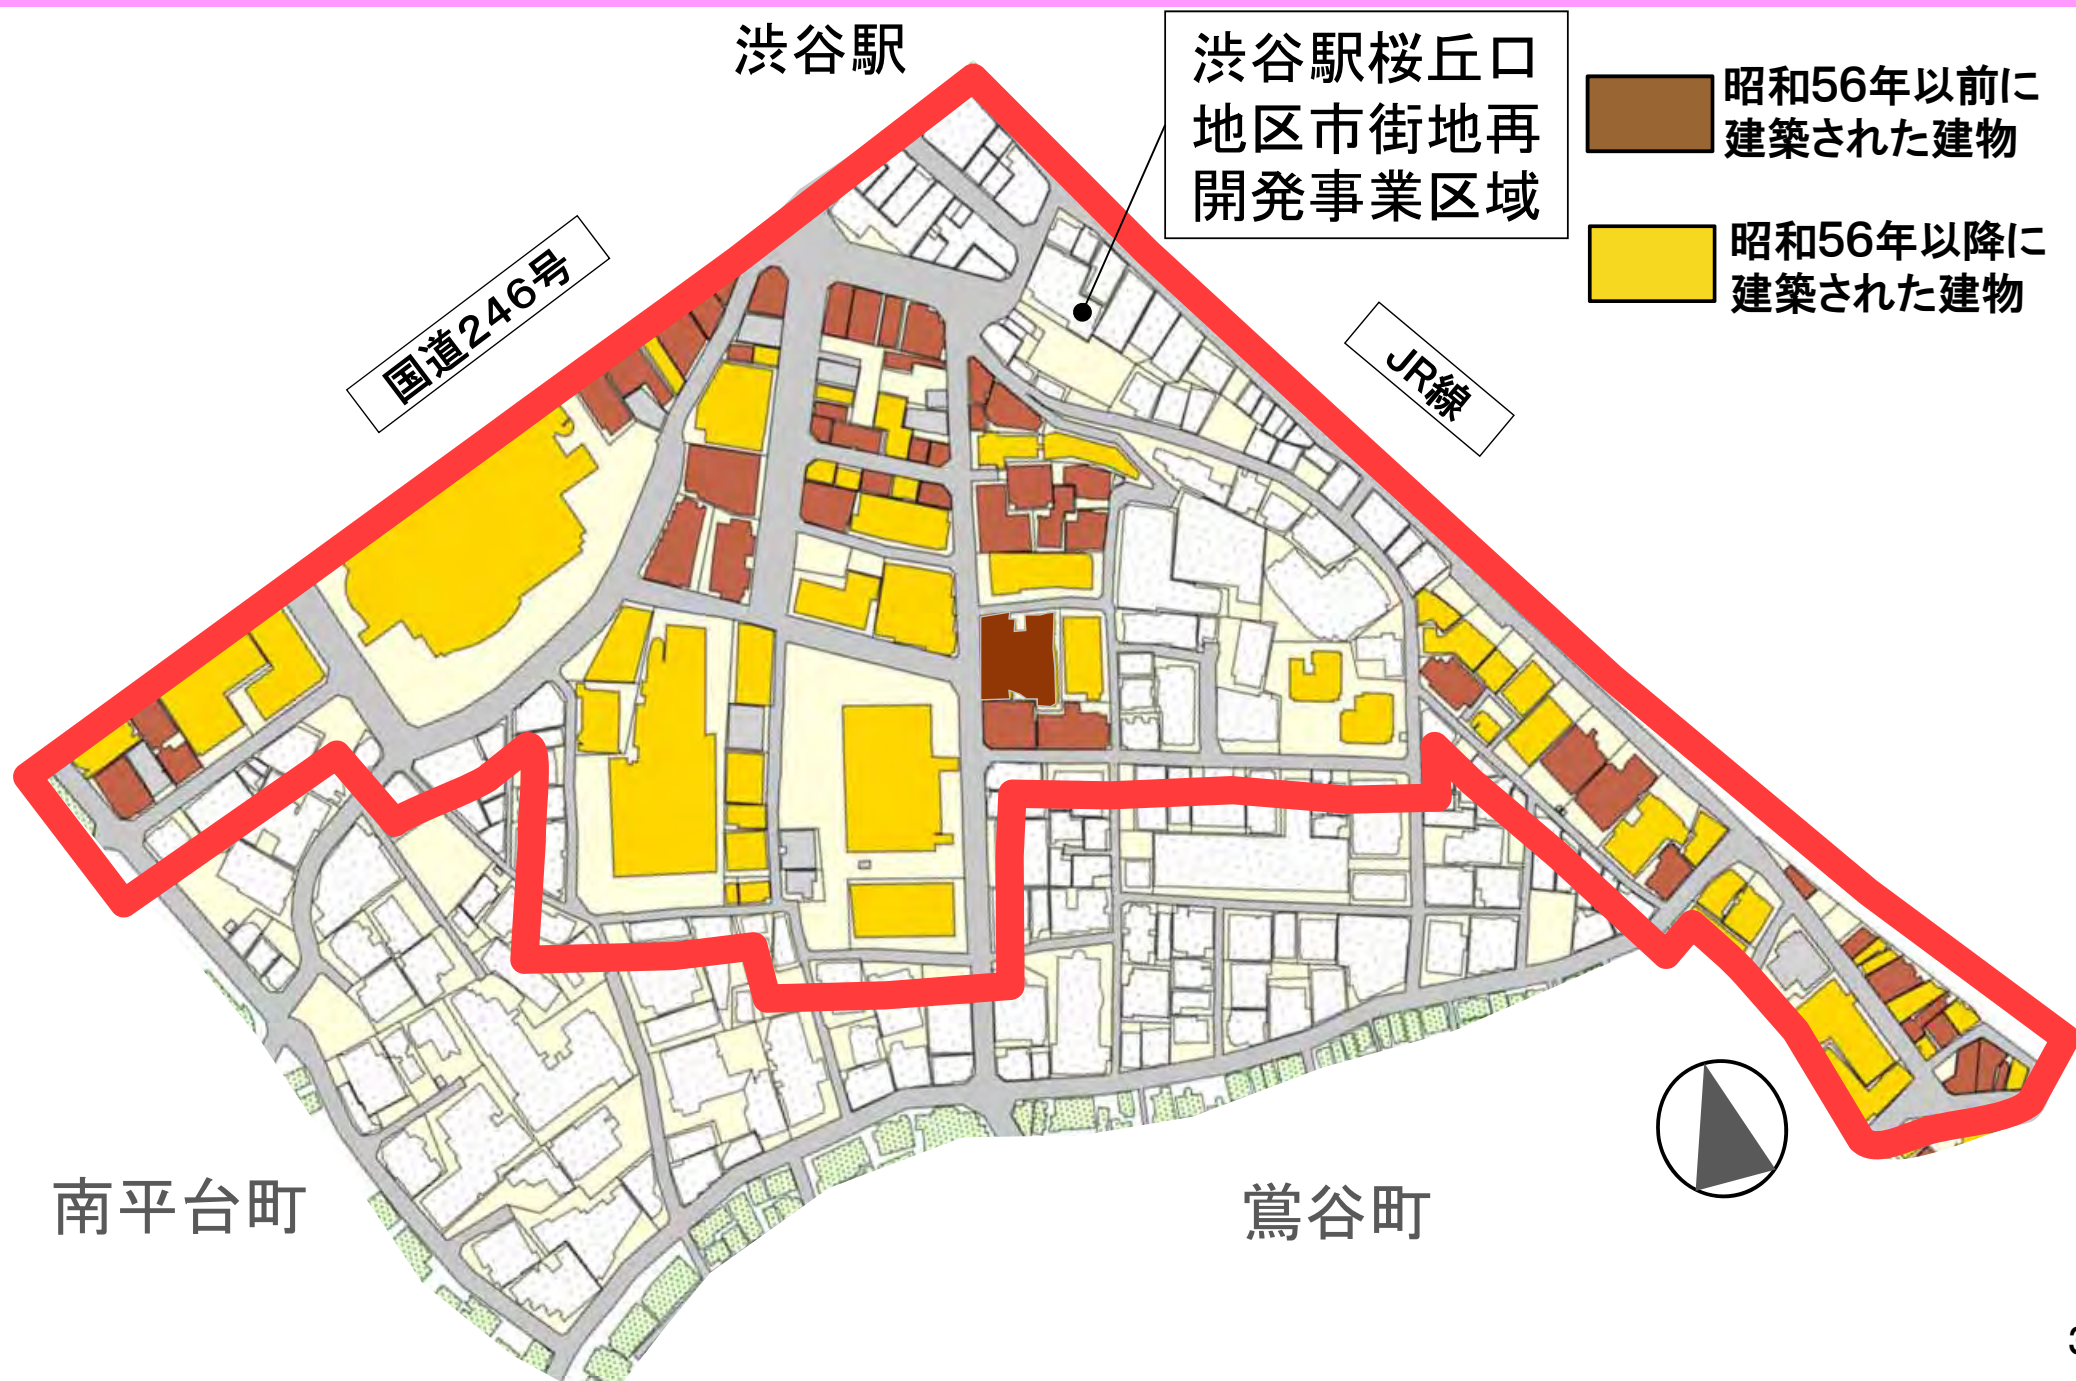 渋谷駅
渋谷駅桜丘口
地区市街地再
開発事業区域
昭和56年以前に
建築された建物
昭和56年以降に
建築された建物
国道246号
JR線
南平台町
鶯谷町